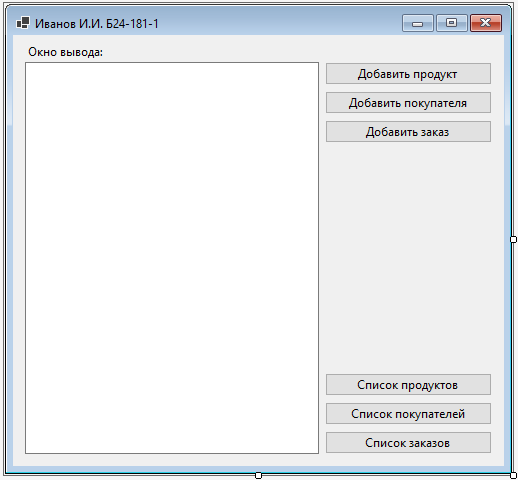 Иванов И.И. Б24-181-1
Окно вывода:
Добавить продукт
Добавить покупателя
Добавить заказ
Список продуктов
Список покупателей
Список заказов